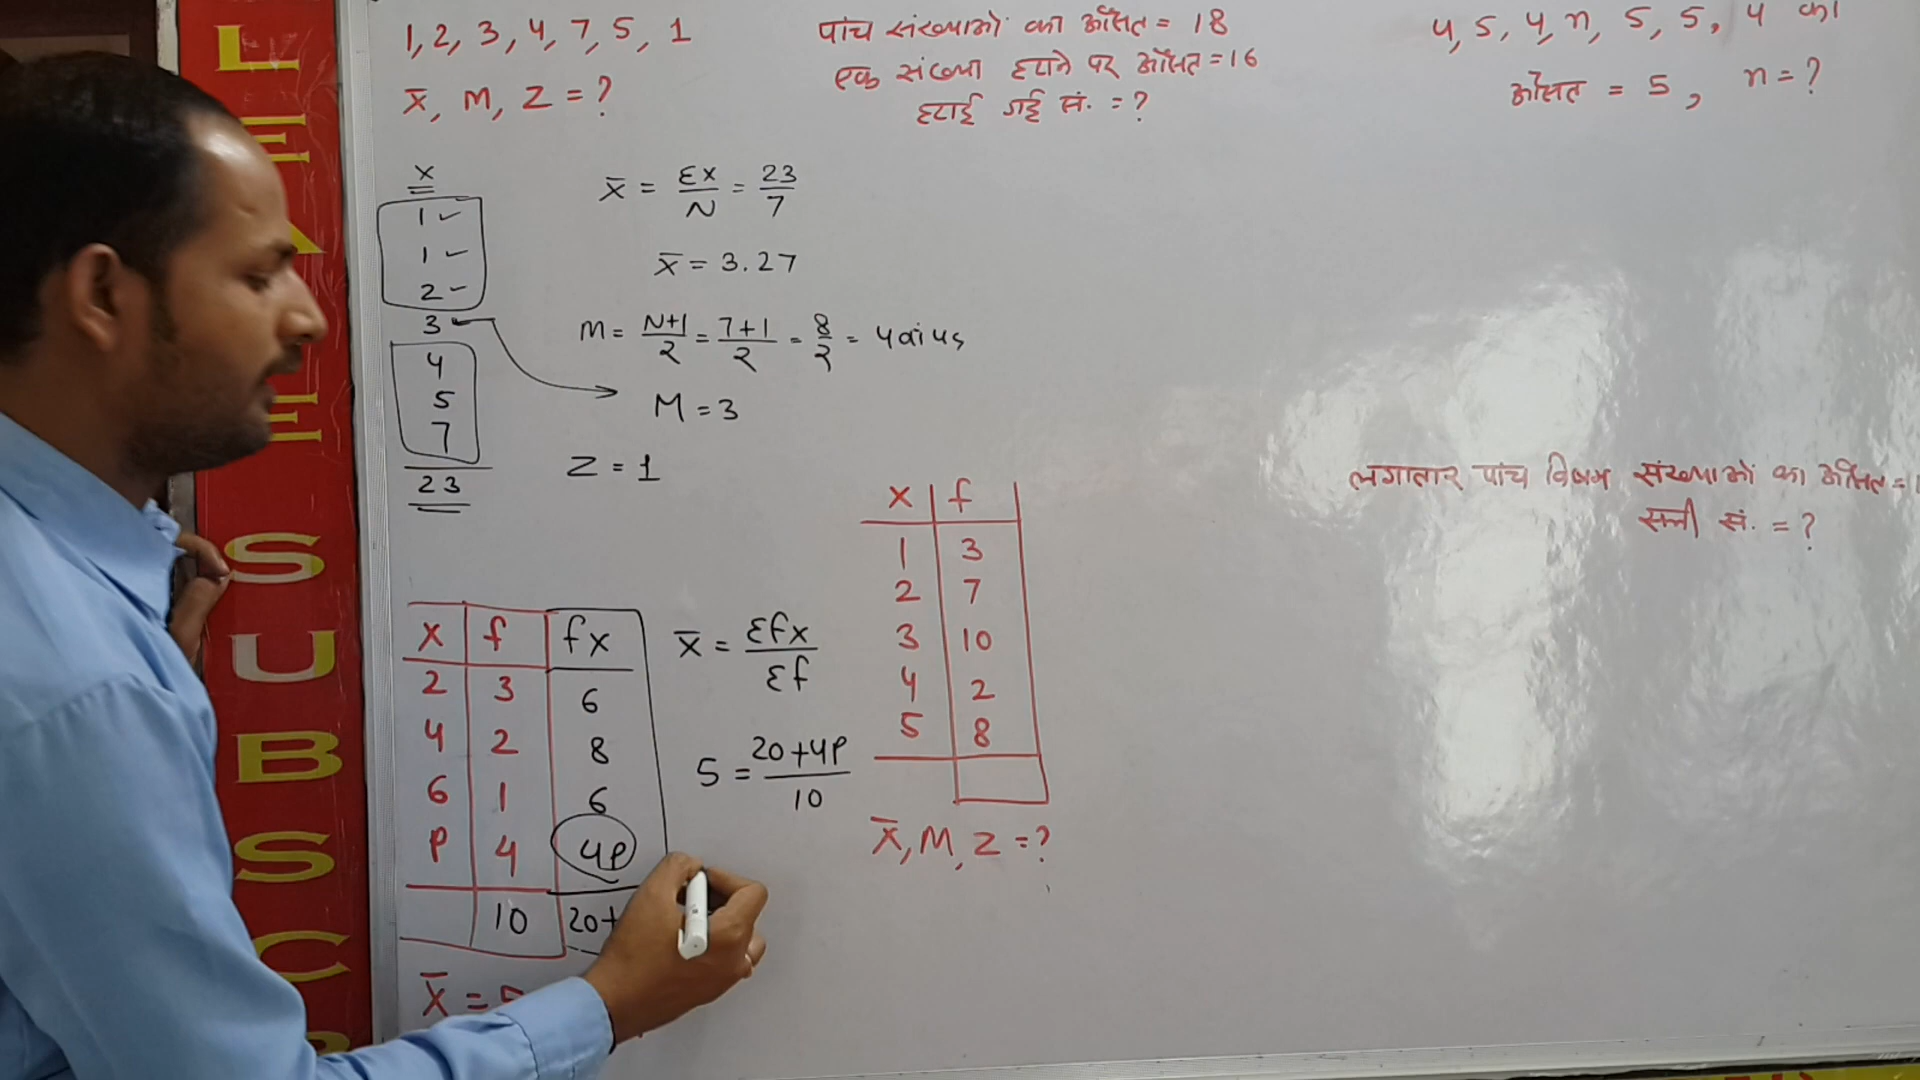 1, 2, 3, 4, 7, 5, 1
x̄, M, Z = ?
पांच संख्याओं का औसत = 18
एक संख्या हटाने पर औसत = 16
हटाई गई सं. = ?
4, 5, 4, n, 5, 5, 4 का
औसत = 5, n = ?
x
1
1
2
3
4
5
7
23
x̄ = Σx/N = 23/7
x̄ = 3.27
M = N+1/2 = 7+1/2 = 8/2 = 4
M = 3
Z = 1
x f fx
2 3 6
4 2 8
6 1 6
P 4 4P
10 20+
x̄ =
x̄ = Σfx/Σf
5 = 20+4P/10
x f
1 3
2 7
3 10
4 2
5 8
x̄, M, Z = ?
लगातार पांच विषम संख्याओं का औसत =
सभी सं. = ?
L
E
SUBSC